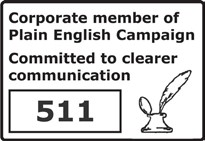 Corporate member of
Plain English Campaign
Committed to clearer
communication
511